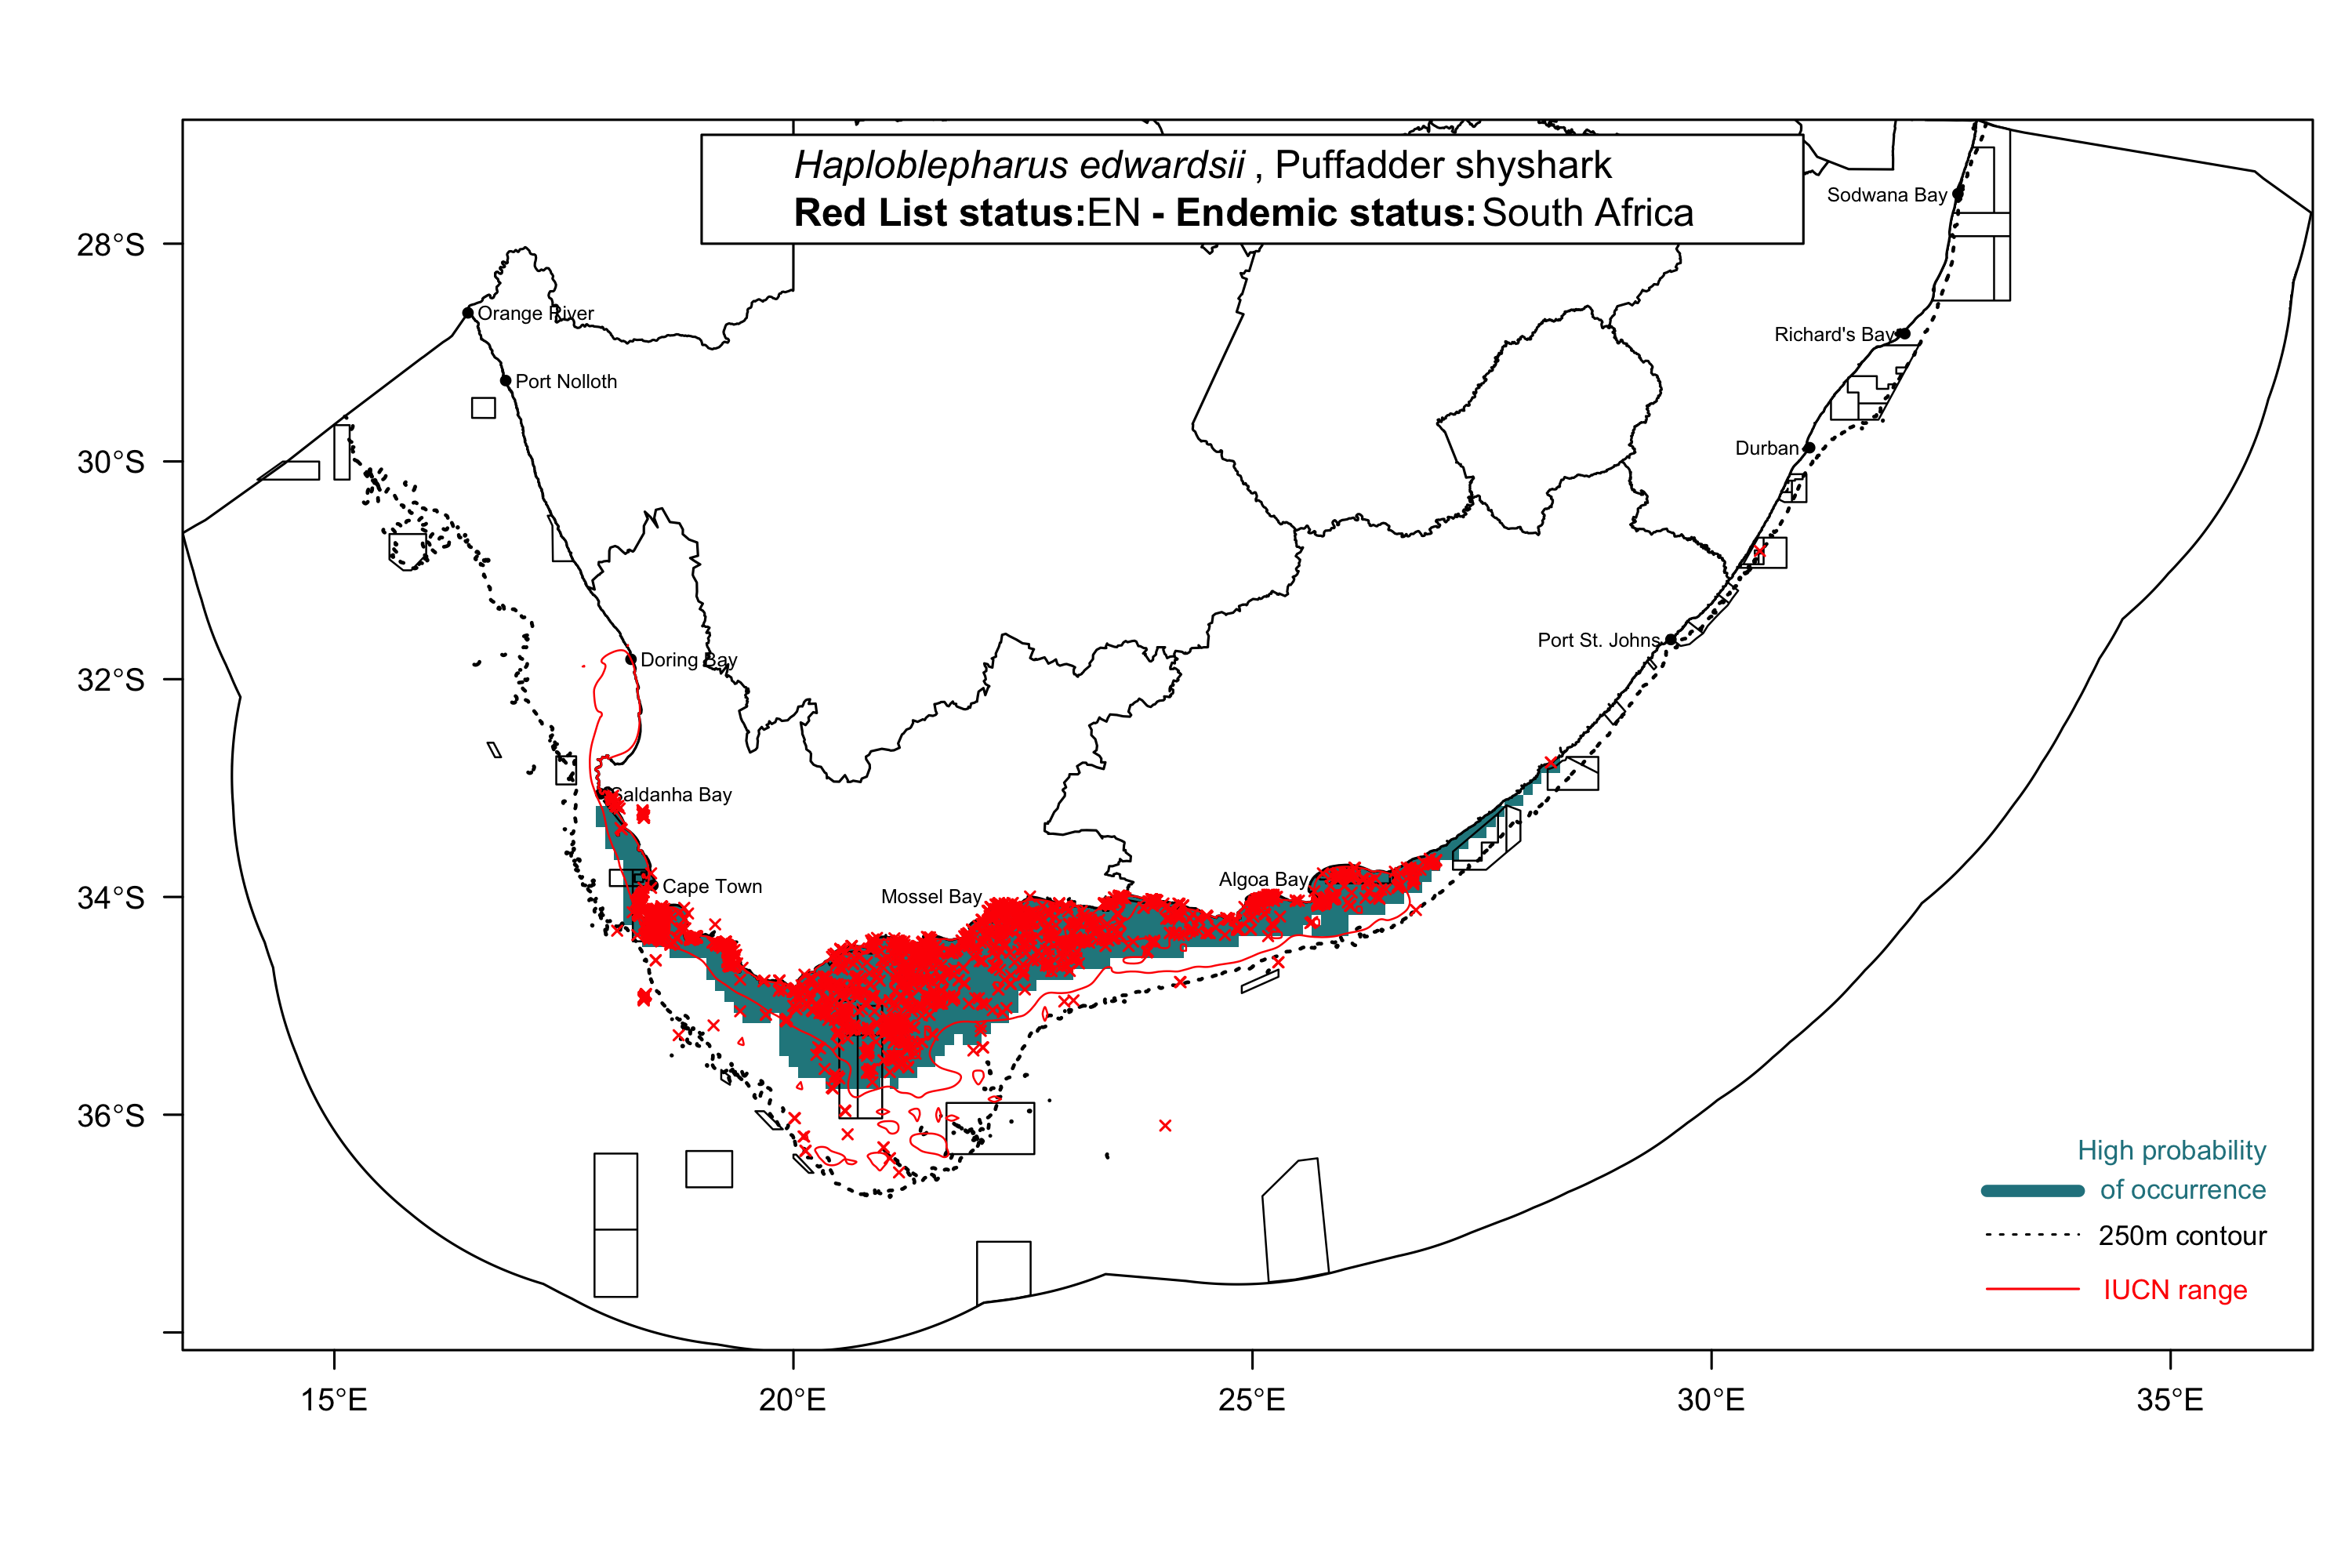 Haploblepharus edwardsii , Puffadder shyshark
Red List status:EN - Endemic status: South Africa
Sodwana Bay
28°S
Orange River
Richard's Bay
Port Nolloth
Durban
30°S
Port St. Johns
Doring Bay
32°S
Saldanha Bay
Algoa Bay
Cape Town
Mossel Bay
34°S
36°S
High probability
of occurrence
250m contour
IUCN range
15°E
20°E
25°E
30°E
35°E